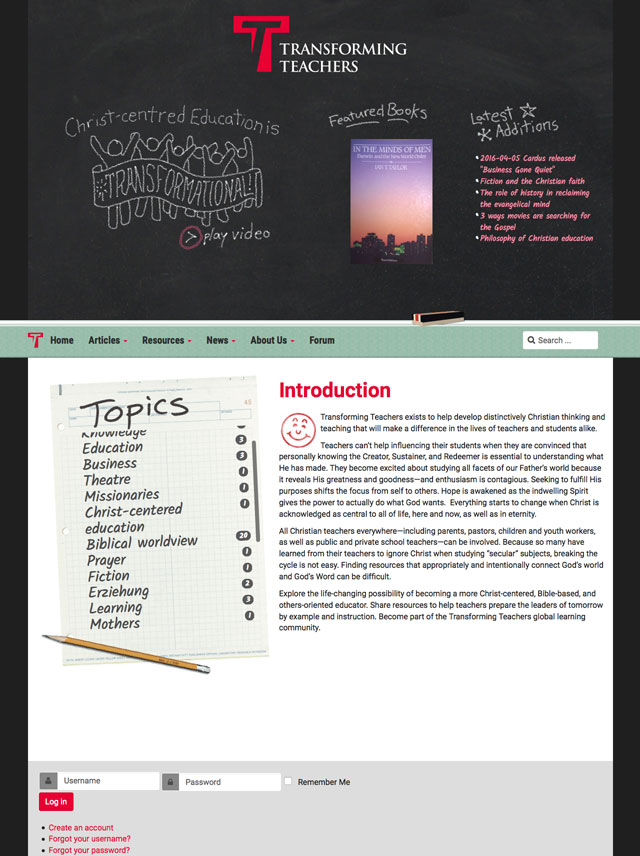 TRANSFORMING
TEACHERS
Christ-centred Education is
TRANSFORMATIONAL!
play video
Featured Books
IN THE MINDS OF MEN
Darwin and the New World Order
IAN T. TAYLOR
Latest
Additions
2016-04-05 Cardus released
"Business Gone Quiet"
Fiction and the Christian faith
The role of history in reclaiming
the evangelical mind
3 ways movies are searching for
the Gospel
Philosophy of Christian education
Home Articles Resources News About Us Forum Search ...
45
Topics
Knowledge
Education 3
Business 3
Theatre 1
Missionaries 1
Christ-centered 1
education
Biblical worldview 20
Prayer 1
Fiction 1
Erziehung 2
Learning 3
Mothers 1
Introduction
Transforming Teachers exists to help develop distinctively Christian thinking and
teaching that will make a difference in the lives of teachers and students alike.
Teachers can't help influencing their students when they are convinced that
personally knowing the Creator, Sustainer, and Redeemer is essential to understanding what
He has made. They become excited about studying all facets of our Father's world because
it reveals His greatness and goodness—and enthusiasm is contagious. Seeking to fulfill His
purposes shifts the focus from self to others. Hope is awakened as the indwelling Spirit
gives the power to actually do what God wants. Everything starts to change when Christ is
acknowledged as central to all of life, here and now, as well as in eternity.
All Christian teachers everywhere—including parents, pastors, children and youth workers,
as well as public and private school teachers—can be involved. Because so many have
learned from their teachers to ignore Christ when studying "secular" subjects, breaking the
cycle is not easy. Finding resources that appropriately and intentionally connect God's world
and God's Word can be difficult.
Explore the life-changing possibility of becoming a more Christ-centered, Bible-based, and
others-oriented educator. Share resources to help teachers prepare the leaders of tomorrow
by example and instruction. Become part of the Transforming Teachers global learning
community.
Username Password Remember Me
Log in
Create an account
Forgot your username?
Forgot your password?